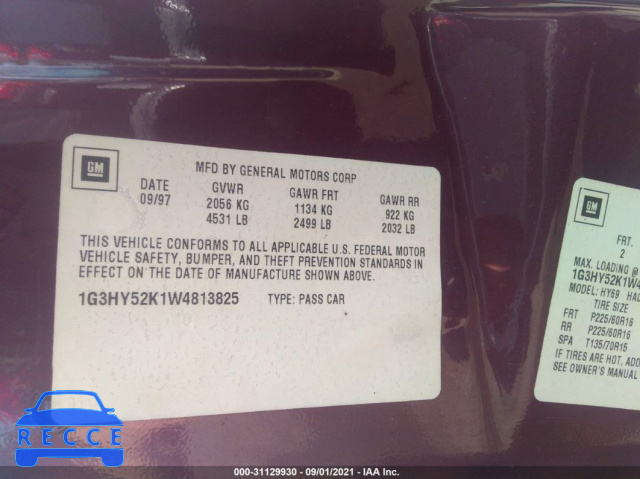 GM
MFD BY GENERAL MOTORS CORP
DATE GVWR GAWR FRT GAWR RR
09/97 2056 KG 1134 KG 922 KG
4531 LB 2499 LB 2032 LB
THIS VEHICLE CONFORMS TO ALL APPLICABLE U.S. FEDERAL MOTOR
VEHICLE SAFETY, BUMPER, AND THEFT PREVENTION STANDARDS IN
EFFECT ON THE DATE OF MANUFACTURE SHOWN ABOVE.
1G3HY52K1W4813825 TYPE: PASS CAR
GM
FRT.
2
MAX. LOADING @
1G3HY52K1W4
MODEL: HY69
TIRE SIZE
FRT P225/60R16
RR P225/60R16
SPA T135/70R15
IF TIRES ARE HOT, ADD
SEE OWNER'S MANUAL
RECCE
000-31129930 - 09/01/2021 - IAA Inc.